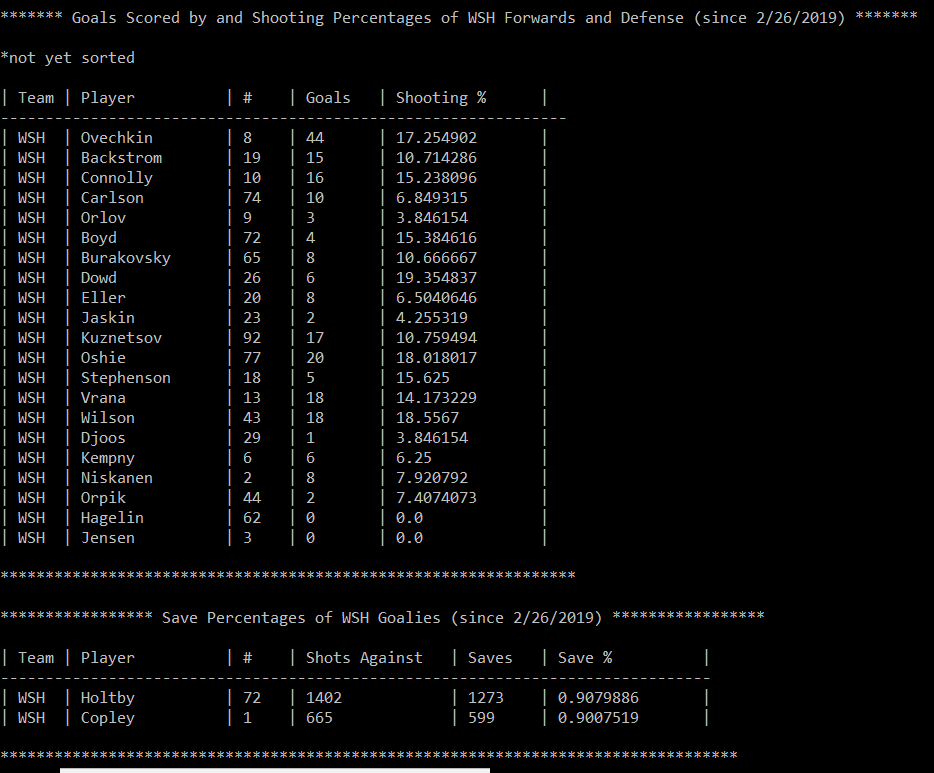 ******* Goals Scored by and Shooting Percentages of WSH Forwards and Defense (since 2/26/2019) *******
*not yet sorted
| Team | Player | # | Goals | Shooting % |
---------------------------------------------------------------
| WSH | Ovechkin | 8 | 44 | 17.254902 |
| WSH | Backstrom | 19 | 15 | 10.714286 |
| WSH | Connolly | 10 | 16 | 15.238096 |
| WSH | Carlson | 74 | 10 | 6.849315 |
| WSH | Orlov | 9 | 3 | 3.846154 |
| WSH | Boyd | 72 | 4 | 15.384616 |
| WSH | Burakovsky | 65 | 8 | 10.666667 |
| WSH | Dowd | 26 | 6 | 19.354837 |
| WSH | Eller | 20 | 8 | 6.5040646 |
| WSH | Jaskin | 23 | 2 | 4.255319 |
| WSH | Kuznetsov | 92 | 17 | 10.759494 |
| WSH | Oshie | 77 | 20 | 18.018017 |
| WSH | Stephenson | 18 | 5 | 15.625 |
| WSH | Vrana | 13 | 18 | 14.173229 |
| WSH | Wilson | 43 | 18 | 18.5567 |
| WSH | Djoos | 29 | 1 | 3.846154 |
| WSH | Kempny | 6 | 6 | 6.25 |
| WSH | Niskanen | 2 | 8 | 7.920792 |
| WSH | Orpik | 44 | 2 | 7.4074073 |
| WSH | Hagelin | 62 | 0 | 0.0 |
| WSH | Jensen | 3 | 0 | 0.0 |
****************************************************************
***************** Save Percentages of WSH Goalies (since 2/26/2019) *****************
| Team | Player | # | Shots Against | Saves | Save % |
-------------------------------------------------------------------------------
| WSH | Holtby | 72 | 1402 | 1273 | 0.9079886 |
| WSH | Copley | 1 | 665 | 599 | 0.9007519 |
**********************************************************************************